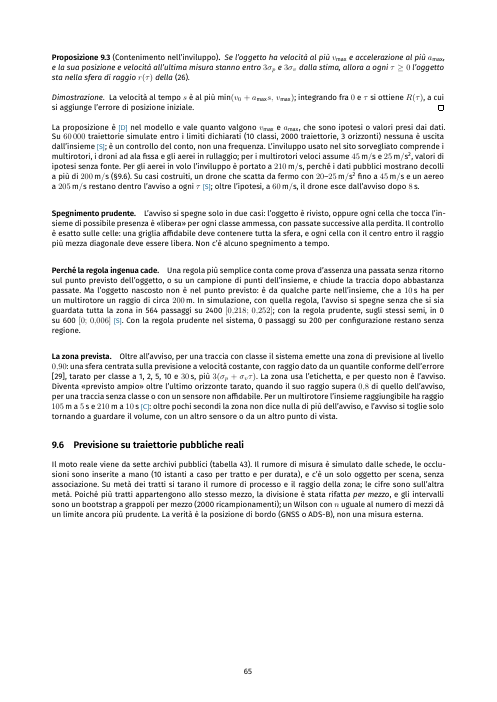 Proposizione 9.3 (Contenimento nell'inviluppo). Se l'oggetto ha velocità al più vmax e accelerazione al più amax,
e la sua posizione e velocità all'ultima misura stanno entro 3σp e 3σv dalla stima, allora a ogni τ ≥ 0 l'oggetto
sta nella sfera di raggio r(τ) della (26).
Dimostrazione. La velocità al tempo s è al più min(v0 + amaxs, vmax); integrando fra 0 e τ si ottiene R(τ), a cui
si aggiunge l'errore di posizione iniziale. □
La proposizione è [D] nel modello e vale quanto valgono vmax e amax, che sono ipotesi o valori presi dai dati.
Su 60 000 traiettorie simulate entro i limiti dichiarati (10 classi, 2000 traiettorie, 3 orizzonti) nessuna è uscita
dall'insieme [S]; è un controllo del conto, non una frequenza. L'inviluppo usato nel sito sorvegliato comprende i
multirotori, i droni ad ala fissa e gli aerei in rullaggio; per i multirotori veloci assume 45 m/s e 25 m/s², valori di
ipotesi senza fonte. Per gli aerei in volo l'inviluppo è portato a 210 m/s, perché i dati pubblici mostrano decolli
a più di 200 m/s (§9.6). Su casi costruiti, un drone che scatta da fermo con 20–25 m/s² fino a 45 m/s e un aereo
a 205 m/s restano dentro l'avviso a ogni τ [S]; oltre l'ipotesi, a 60 m/s, il drone esce dall'avviso dopo 8 s.
Spegnimento prudente. L'avviso si spegne solo in due casi: l'oggetto è rivisto, oppure ogni cella che tocca l'in-
sieme di possibile presenza è «libera» per ogni classe ammessa, con passate successive alla perdita. Il controllo
è esatto sulle celle: una griglia affidabile deve contenere tutta la sfera, e ogni cella con il centro entro il raggio
più mezza diagonale deve essere libera. Non c'è alcuno spegnimento a tempo.
Perché la regola ingenua cade. Una regola più semplice conta come prova d'assenza una passata senza ritorno
sul punto previsto dell'oggetto, o su un campione di punti dell'insieme, e chiude la traccia dopo abbastanza
passate. Ma l'oggetto nascosto non è nel punto previsto: è da qualche parte nell'insieme, che a 10 s ha per
un multirotore un raggio di circa 200 m. In simulazione, con quella regola, l'avviso si spegne senza che si sia
guardata tutta la zona in 564 passaggi su 2400 [0,218; 0,252]; con la regola prudente, sugli stessi semi, in 0
su 600 [0; 0,006] [S]. Con la regola prudente nel sistema, 0 passaggi su 200 per configurazione restano senza
regione.
La zona prevista. Oltre all'avviso, per una traccia con classe il sistema emette una zona di previsione al livello
0,90: una sfera centrata sulla previsione a velocità costante, con raggio dato da un quantile conforme dell'errore
[29], tarato per classe a 1, 2, 5, 10 e 30 s, più 3(σp + σvτ). La zona usa l'etichetta, e per questo non è l'avviso.
Diventa «previsto ampio» oltre l'ultimo orizzonte tarato, quando il suo raggio supera 0,8 di quello dell'avviso,
per una traccia senza classe o con un sensore non affidabile. Per un multirotore l'insieme raggiungibile ha raggio
105 m a 5 s e 210 m a 10 s [C]: oltre pochi secondi la zona non dice nulla di più dell'avviso, e l'avviso si toglie solo
tornando a guardare il volume, con un altro sensore o da un altro punto di vista.
9.6 Previsione su traiettorie pubbliche reali
Il moto reale viene da sette archivi pubblici (tabella 43). Il rumore di misura è simulato dalle schede, le occlu-
sioni sono inserite a mano (10 istanti a caso per tratto e per durata), e c'è un solo oggetto per scena, senza
associazione. Su metà dei tratti si tarano il rumore di processo e il raggio della zona; le cifre sono sull'altra
metà. Poiché più tratti appartengono allo stesso mezzo, la divisione è stata rifatta per mezzo, e gli intervalli
sono un bootstrap a grappoli per mezzo (2000 ricampionamenti); un Wilson con n uguale al numero di mezzi dà
un limite ancora più prudente. La verità è la posizione di bordo (GNSS o ADS-B), non una misura esterna.
65